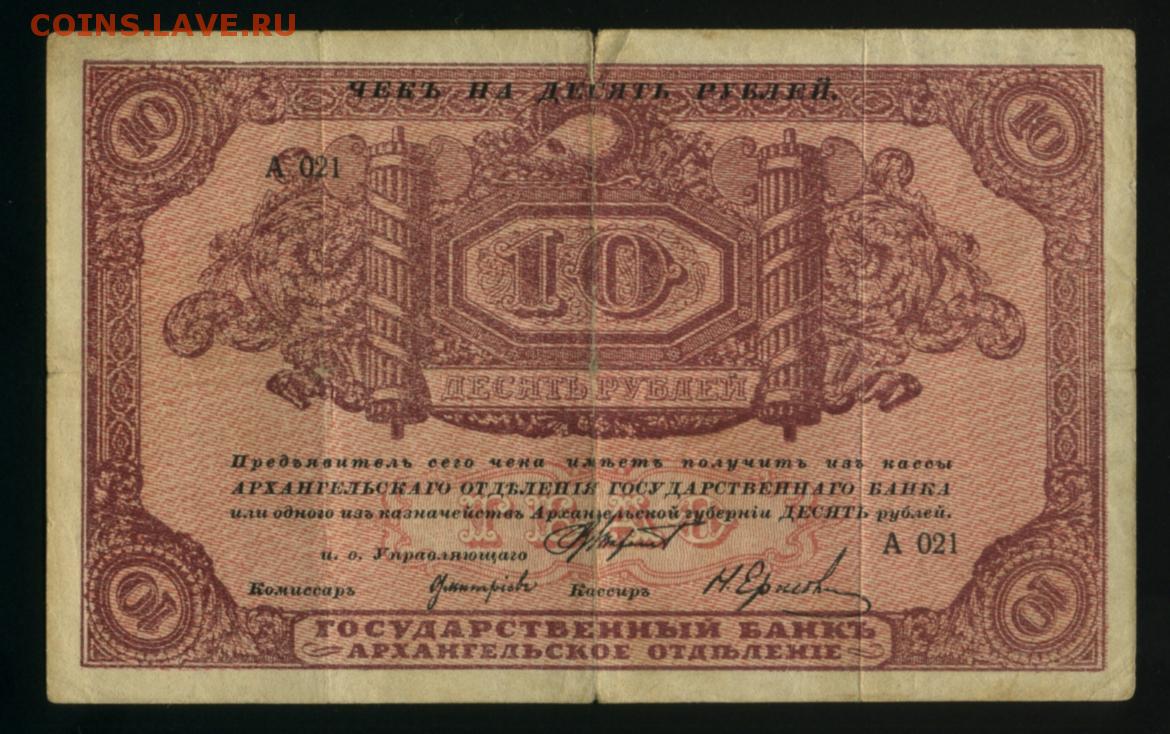 COINS.LAVE.RU
ЧЕКЪ НА ДЕСЯТЬ РУБЛЕЙ.
10 10
А 021
10
ДЕСЯТЬ РУБЛЕЙ
Предъявитель сего чека имѣетъ получить изъ кассы
АРХАНГЕЛЬСКАГО ОТДѢЛЕНІЯ ГОСУДАРСТВЕННАГО БАНКА
или одного изъ казначействъ Архангельской губерніи ДЕСЯТЬ рублей.
А 021
и. о. Управляющаго
Комиссаръ Кассиръ
10 10
ГОСУДАРСТВЕННЫЙ БАНКЪ
АРХАНГЕЛЬСКОЕ ОТДѢЛЕНІЕ